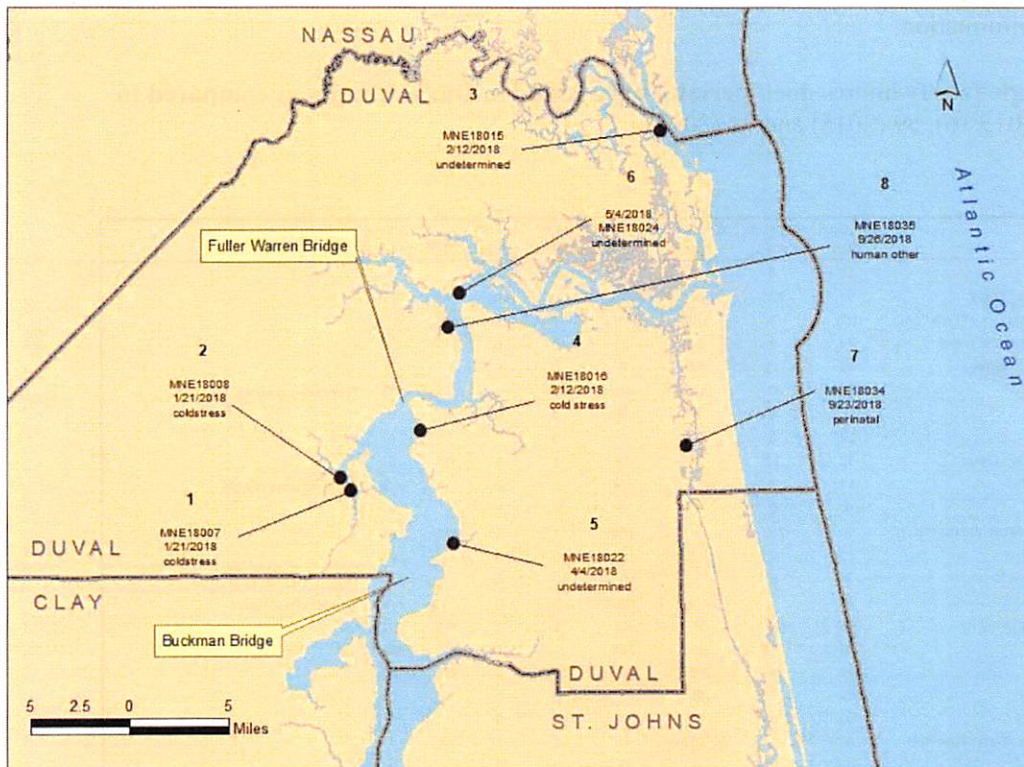 NASSAU
DUVAL
3
MNE18015
2/12/2018
undetermined
N
6
5/4/2018
MNE18024
undetermined
8
MNE18035
9/26/2018
human other
Atlantic Ocean
Fuller Warren Bridge
2
MNE18008
1/21/2018
coldstress
4
MNE18016
2/12/2018
cold stress
7
MNE18034
9/23/2018
perinatal
1
MNE18007
1/21/2018
coldstress
5
MNE18022
4/4/2018
undetermined
DUVAL
CLAY
Buckman Bridge
DUVAL
ST. JOHNS
5 2.5 0 5
Miles